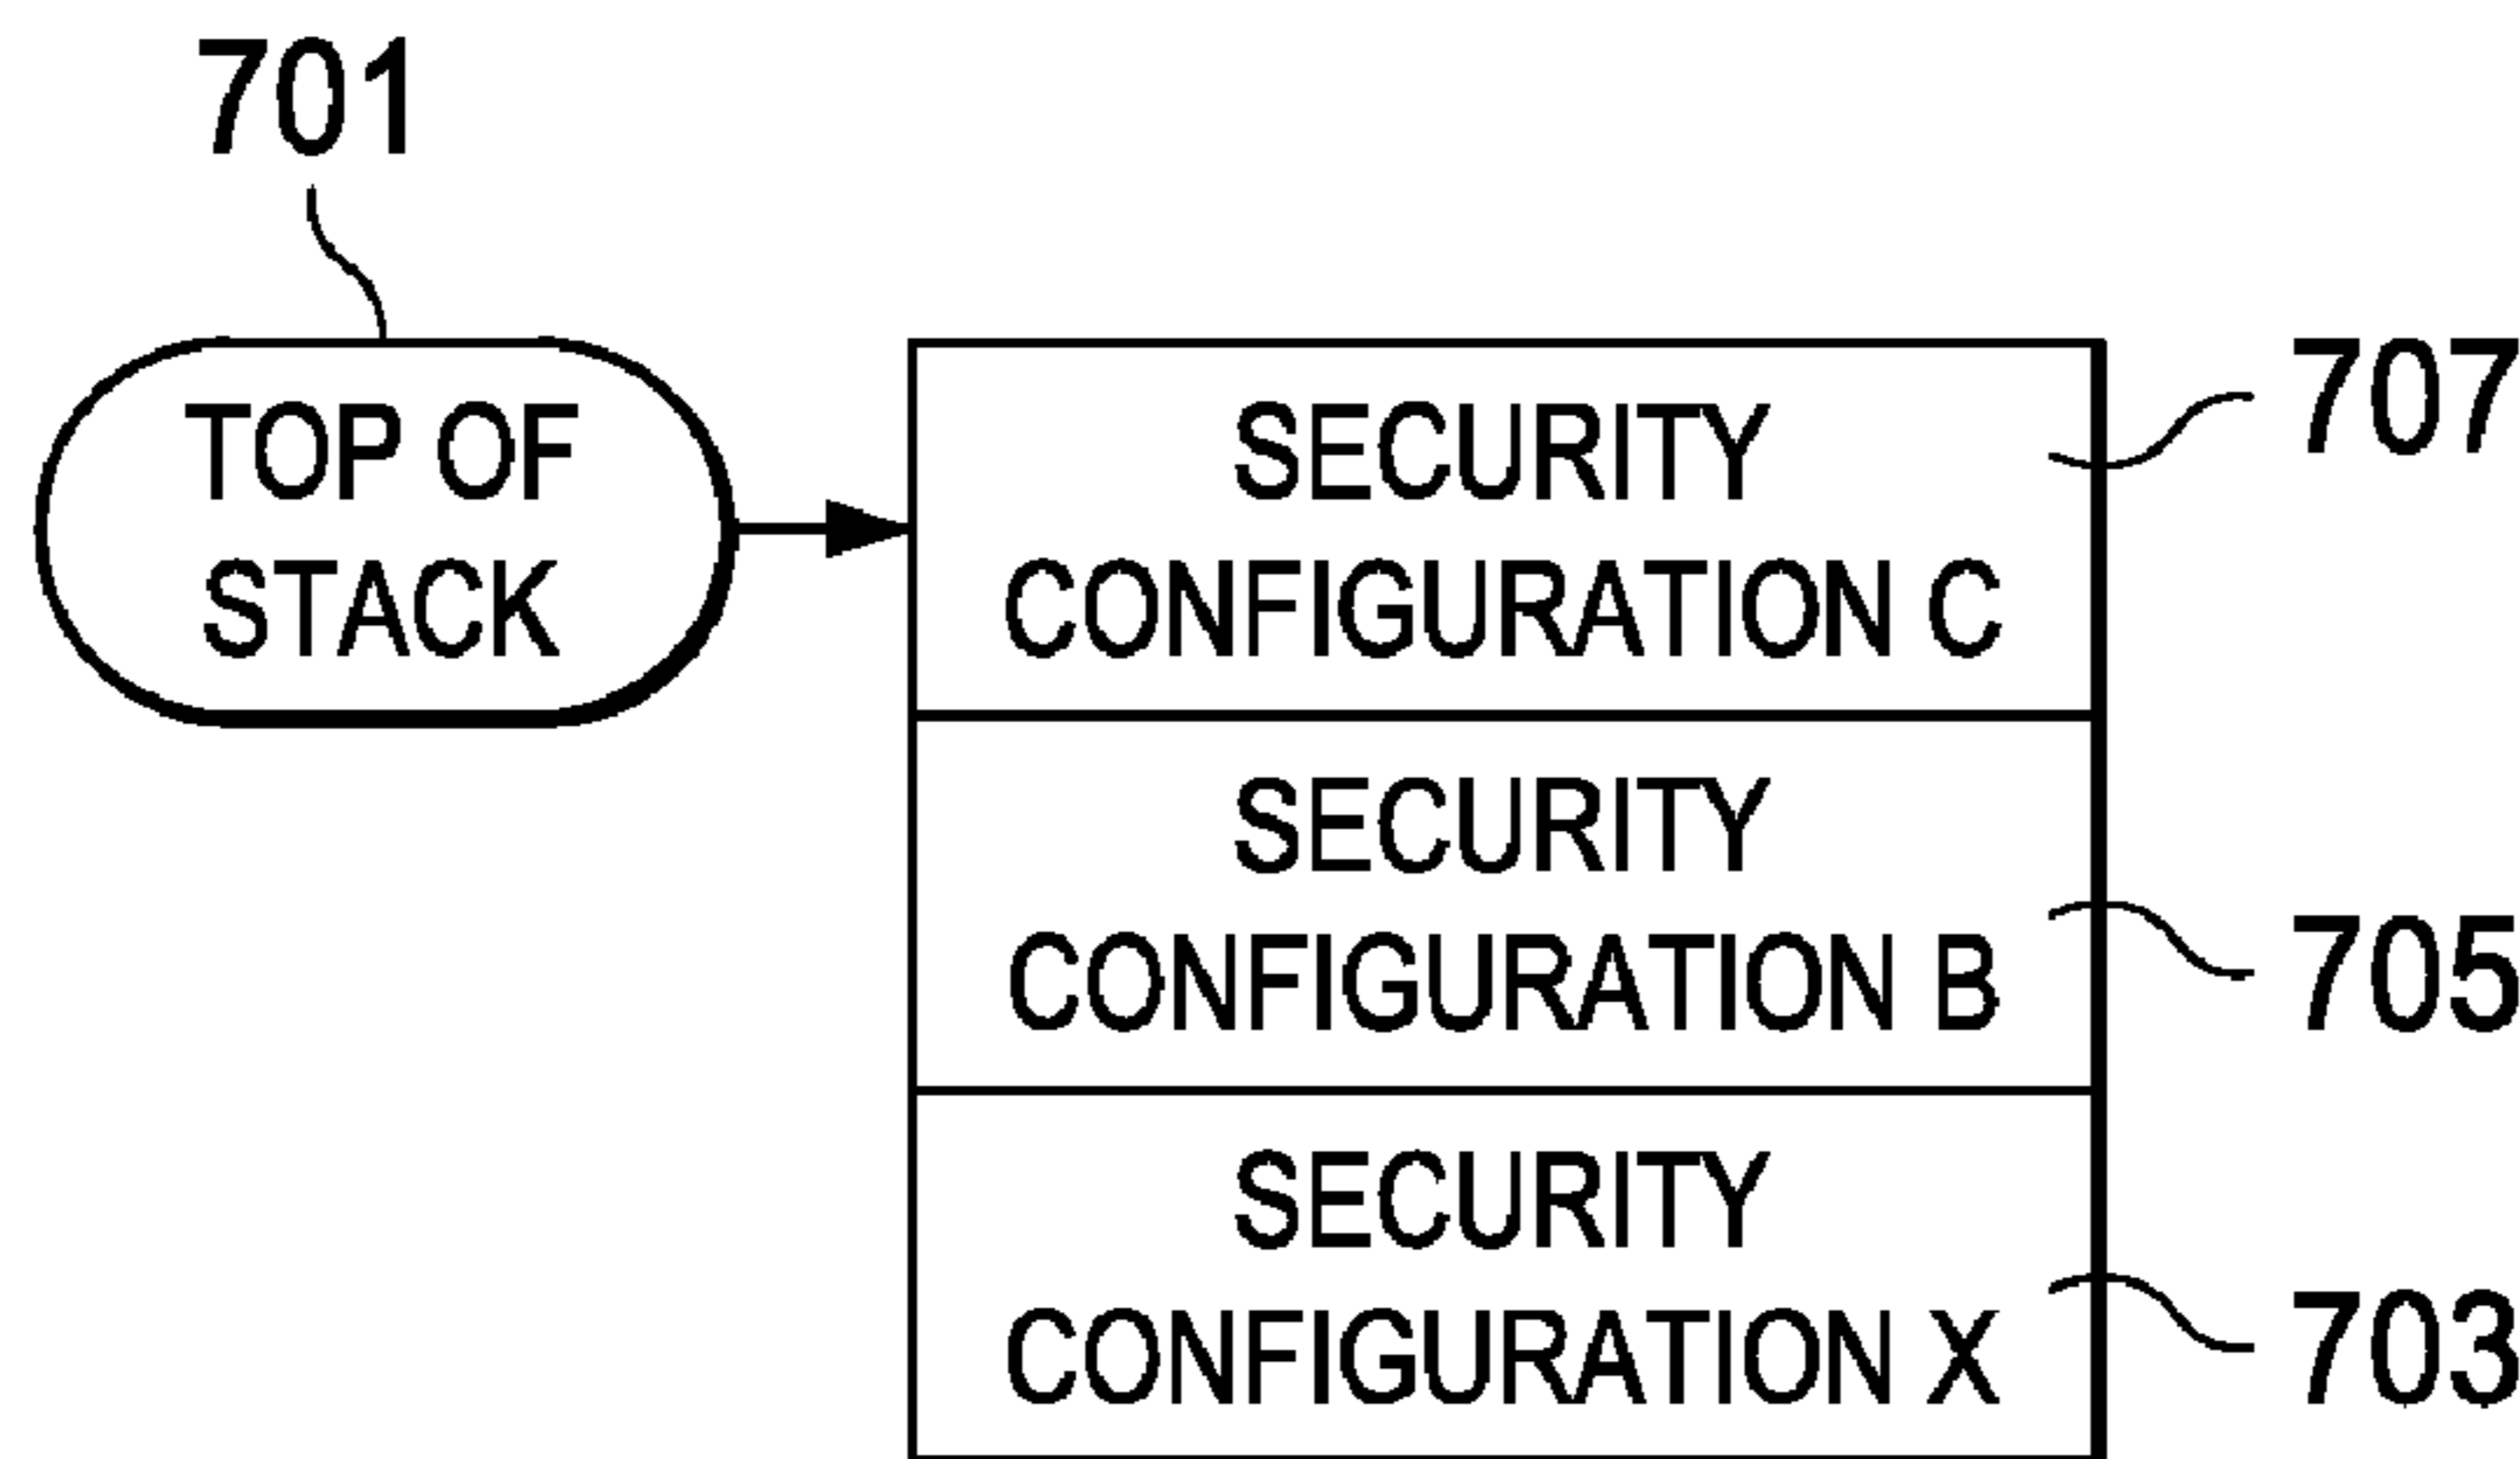 701
TOP OF
STACK
SECURITY
CONFIGURATION C
707
SECURITY
CONFIGURATION B
705
SECURITY
CONFIGURATION X
703